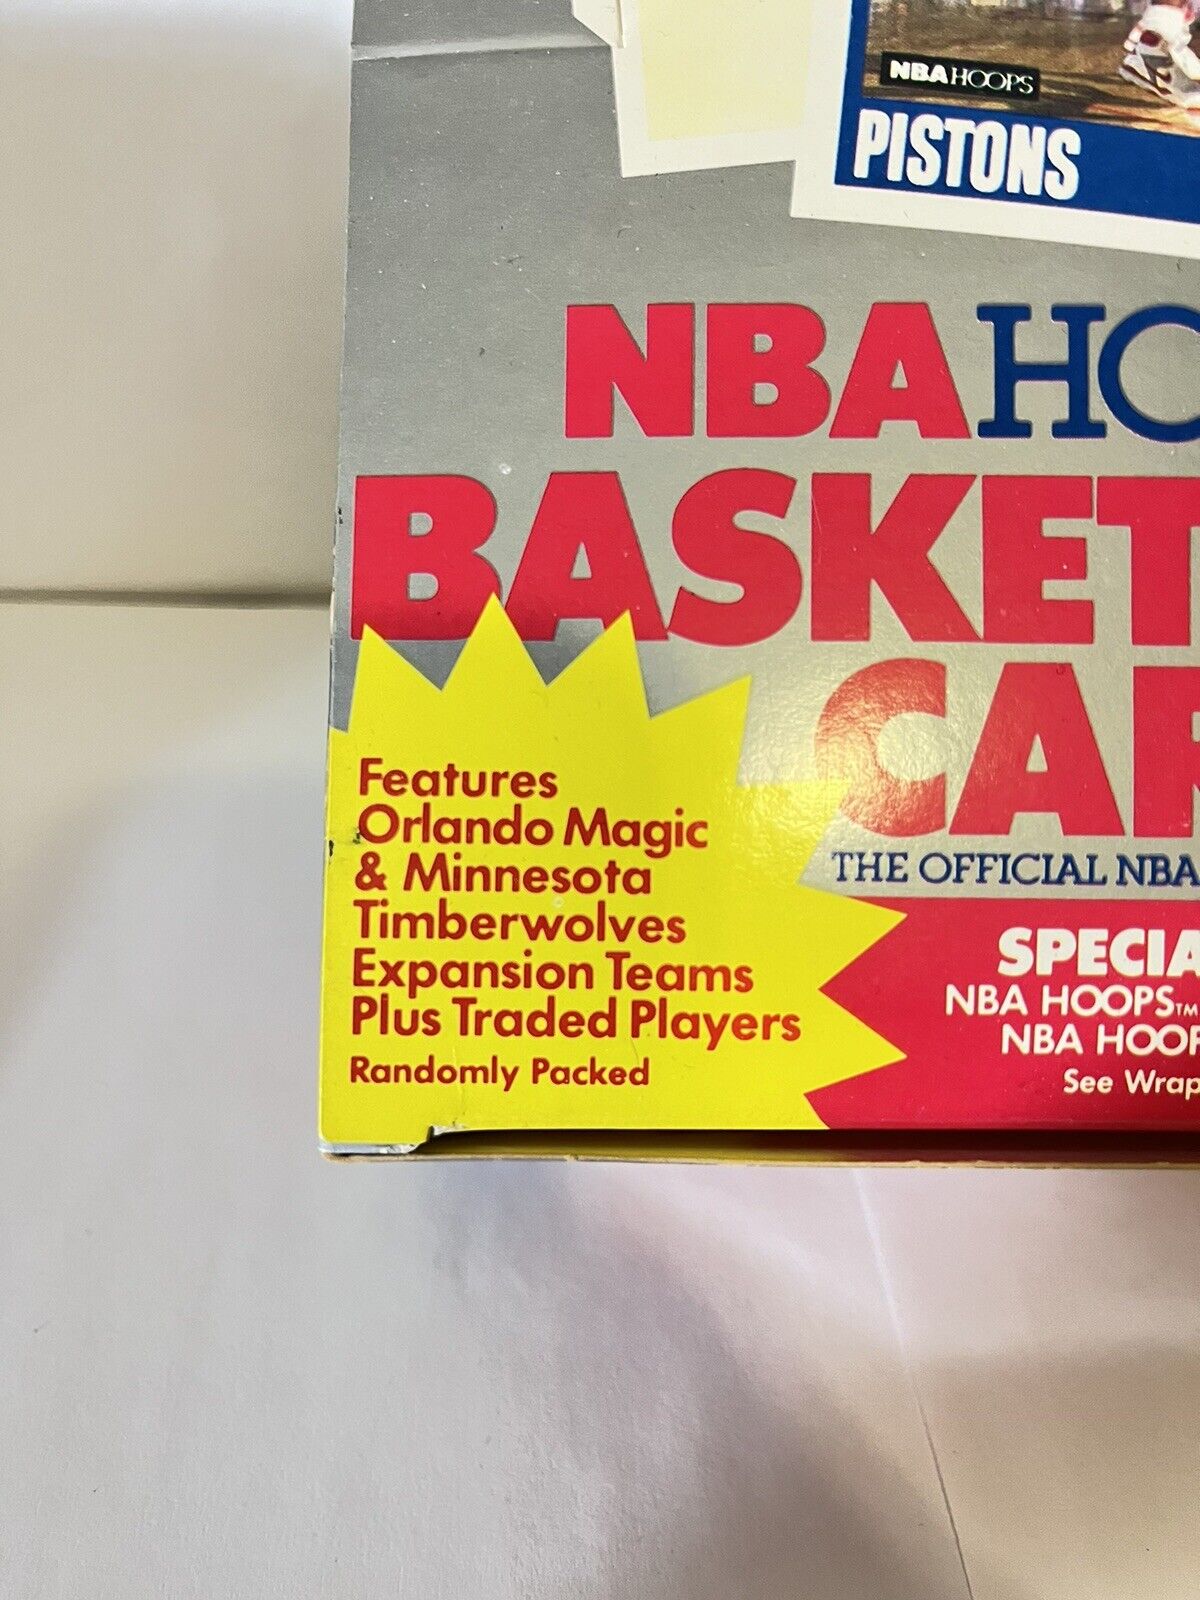 NBA HOOPS
PISTONS
NBA HO
BASKET
CAR
Features
Orlando Magic
& Minnesota
Timberwolves
Expansion Teams
Plus Traded Players
Randomly Packed
THE OFFICIAL NBA
SPECIA
NBA HOOPS™
NBA HOOP
See Wrap